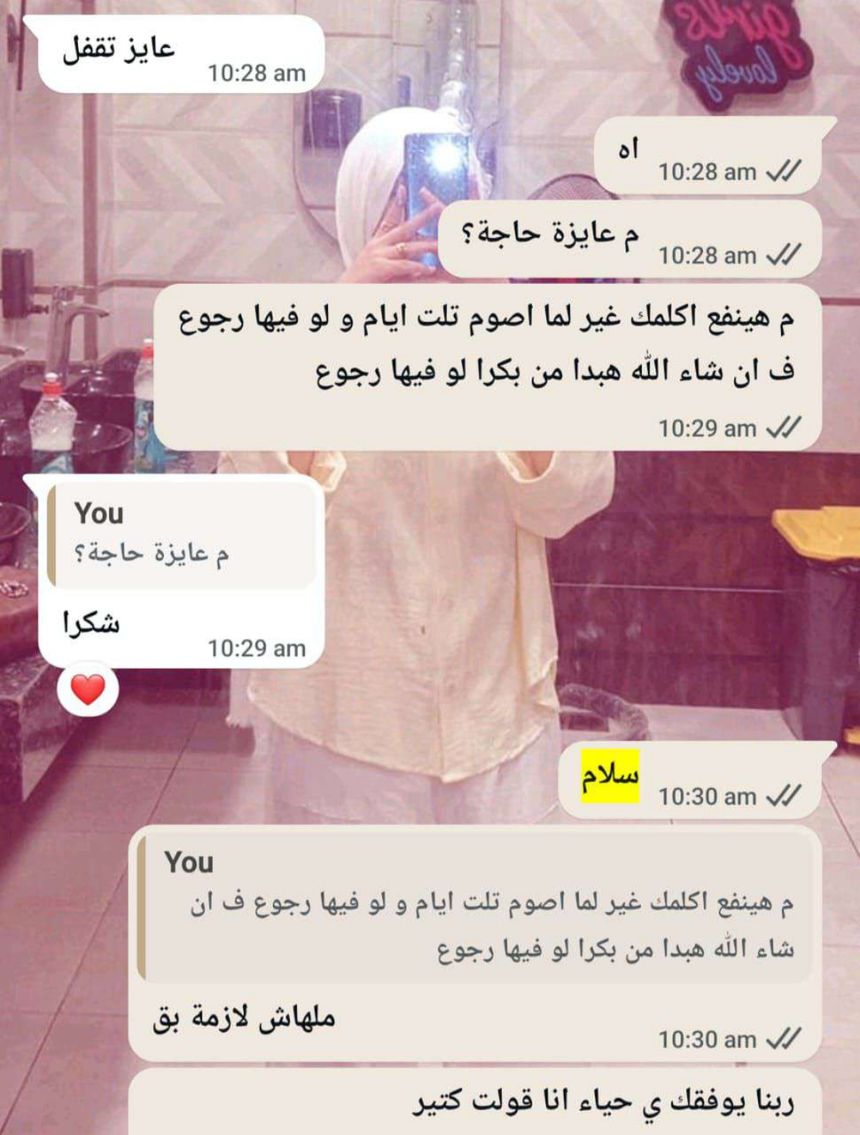 girls
lovely
عايز تقفل
10:28 am
اه
10:28 am
م عايزة حاجة؟
10:28 am
م هينفع اكلمك غير لما اصوم تلت ايام و لو فيها رجوع
ف ان شاء الله هبدا من بكرا لو فيها رجوع
10:29 am
You
م عايزة حاجة؟
شكرا
10:29 am
سلام
10:30 am
You
م هينفع اكلمك غير لما اصوم تلت ايام و لو فيها رجوع ف ان
شاء الله هبدا من بكرا لو فيها رجوع
ملهاش لازمة بق
10:30 am
ربنا يوفقك ي حياء انا قولت كتير